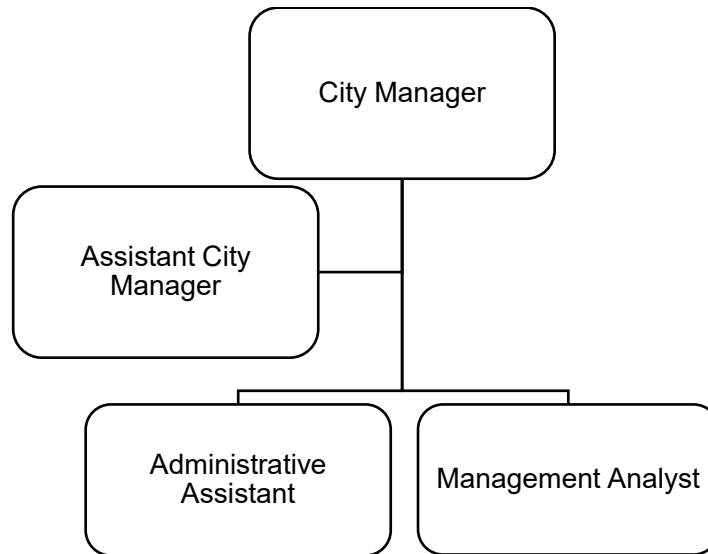 City Manager
Assistant City
Manager
Administrative
Assistant
Management Analyst